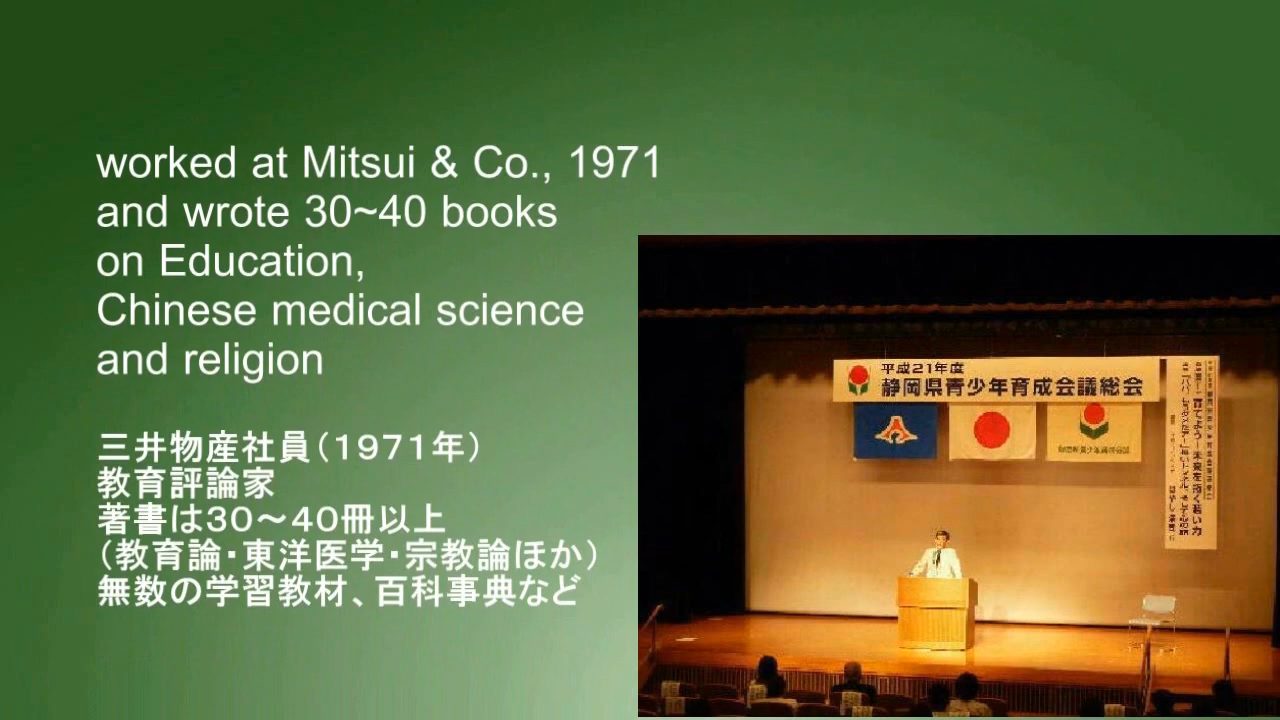 worked at Mitsui & Co., 1971
and wrote 30~40 books
on Education,
Chinese medical science
and religion
三井物産社員(1971年)
教育評論家
著書は30~40冊以上
(教育論・東洋医学・宗教論ほか)
無数の学習教材、百科事典など
平成21年度
静岡県青少年育成会議総会